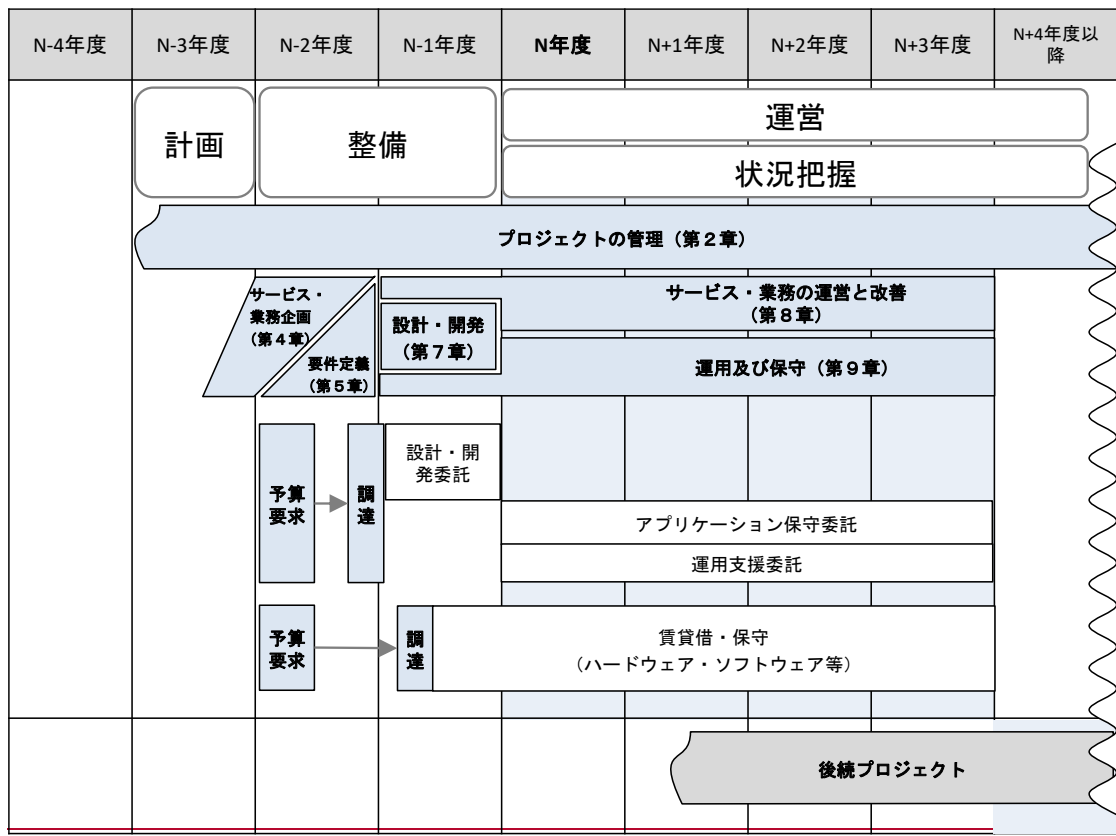 N-4年度
N-3年度
N-2年度
N-1年度
N年度
N+1年度
N+2年度
N+3年度
N+4年度以
降
計画
整備
運営
状況把握
プロジェクトの管理（第２章）
サービス・
業務企画
（第４章）
要件定義
（第５章）
設計・開発
（第７章）
サービス・業務の運営と改善
（第８章）
運用及び保守（第９章）
予算
要求
調
達
設計・開
発委託
アプリケーション保守委託
運用支援委託
予算
要求
調
達
賃貸借・保守
（ハードウェア・ソフトウェア等）
後続プロジェクト